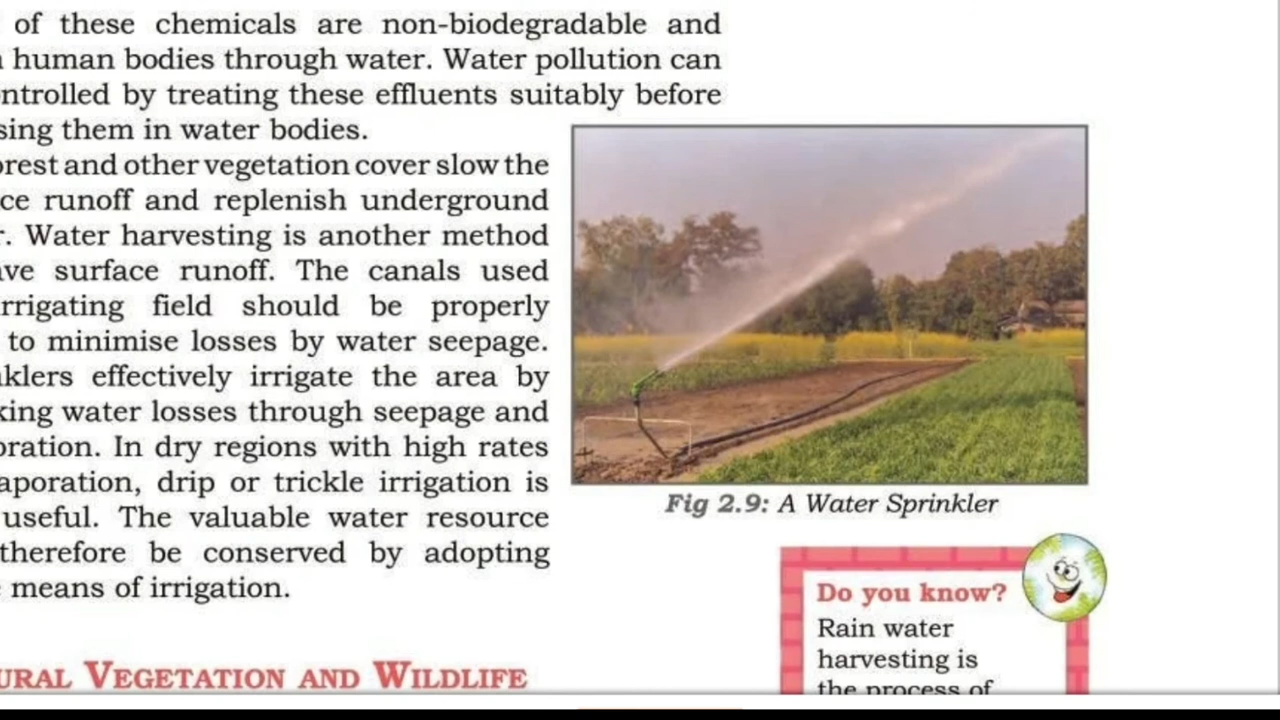 of these chemicals are non-biodegradable and
human bodies through water. Water pollution can
ntrolled by treating these effluents suitably before
sing them in water bodies.
orest and other vegetation cover slow the
ce runoff and replenish underground
r. Water harvesting is another method
ave surface runoff. The canals used
rrigating field should be properly
to minimise losses by water seepage.
klers effectively irrigate the area by
king water losses through seepage and
oration. In dry regions with high rates
aporation, drip or trickle irrigation is
useful. The valuable water resource
therefore be conserved by adopting
means of irrigation.
Fig 2.9: A Water Sprinkler
URAL VEGETATION AND WILDLIFE
Do you know?
Rain water
harvesting is
the process of